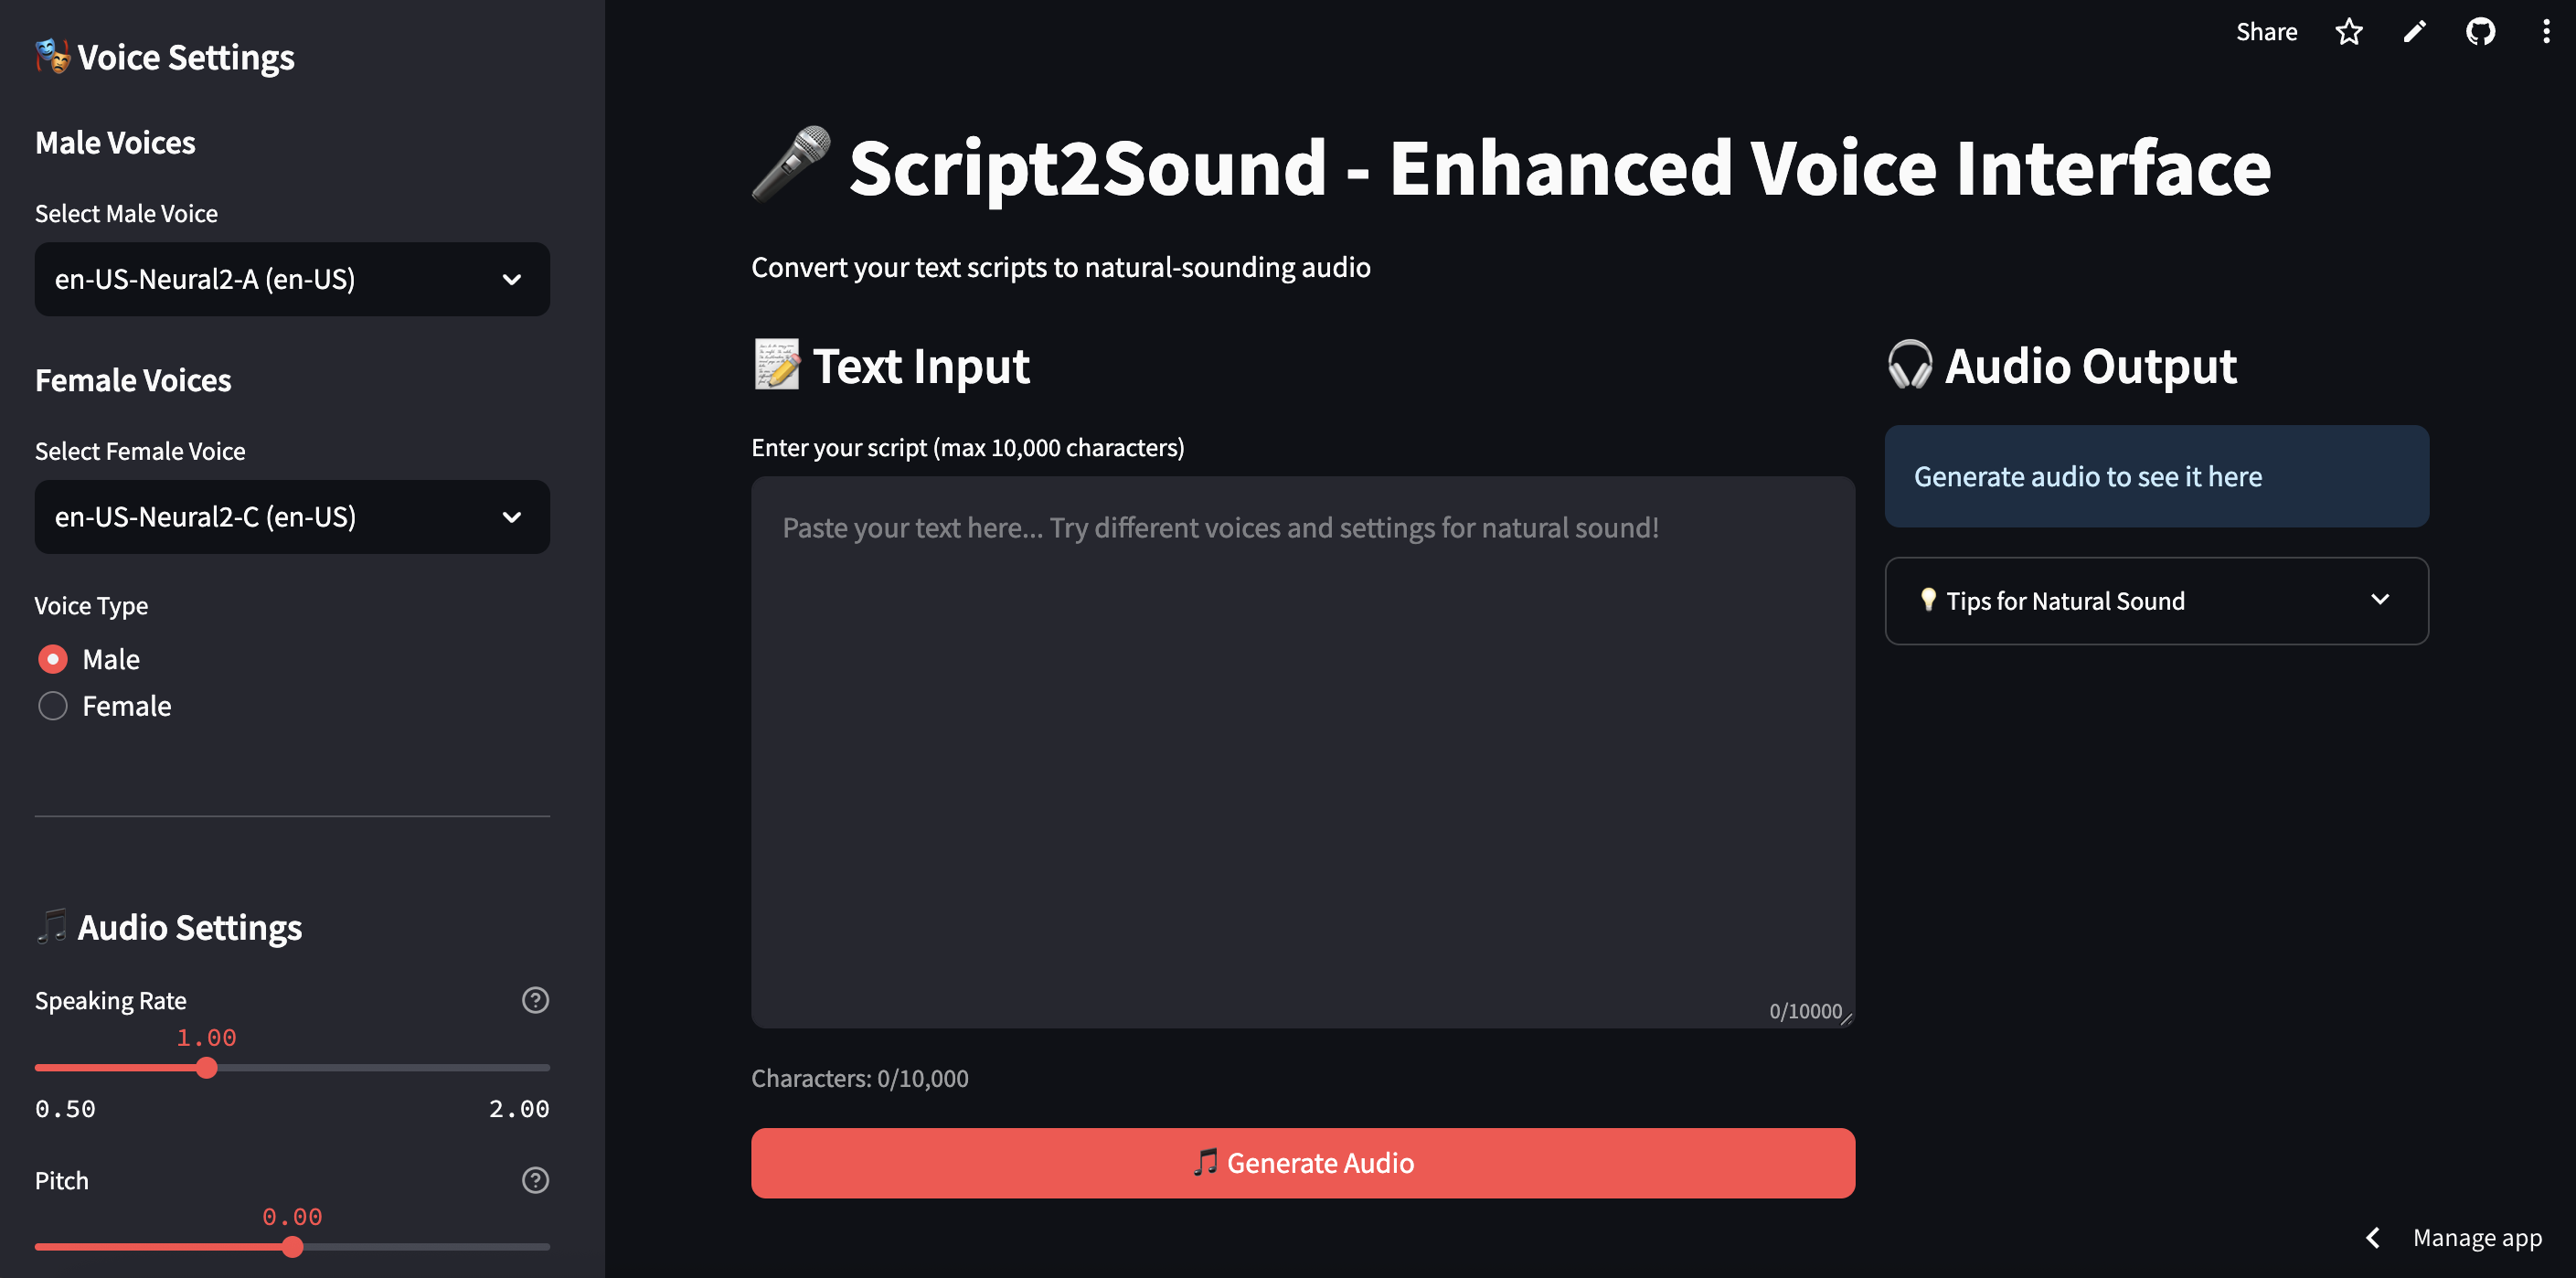 Voice Settings
Male Voices
Select Male Voice
en-US-Neural2-A (en-US)
Female Voices
Select Female Voice
en-US-Neural2-C (en-US)
Voice Type
Male
Female
Audio Settings
Speaking Rate
1.00
0.50 2.00
Pitch
0.00
Share
Script2Sound - Enhanced Voice Interface
Convert your text scripts to natural-sounding audio
Text Input
Enter your script (max 10,000 characters)
Paste your text here... Try different voices and settings for natural sound!
0/10000
Characters: 0/10,000
Generate Audio
Audio Output
Generate audio to see it here
Tips for Natural Sound
Manage app